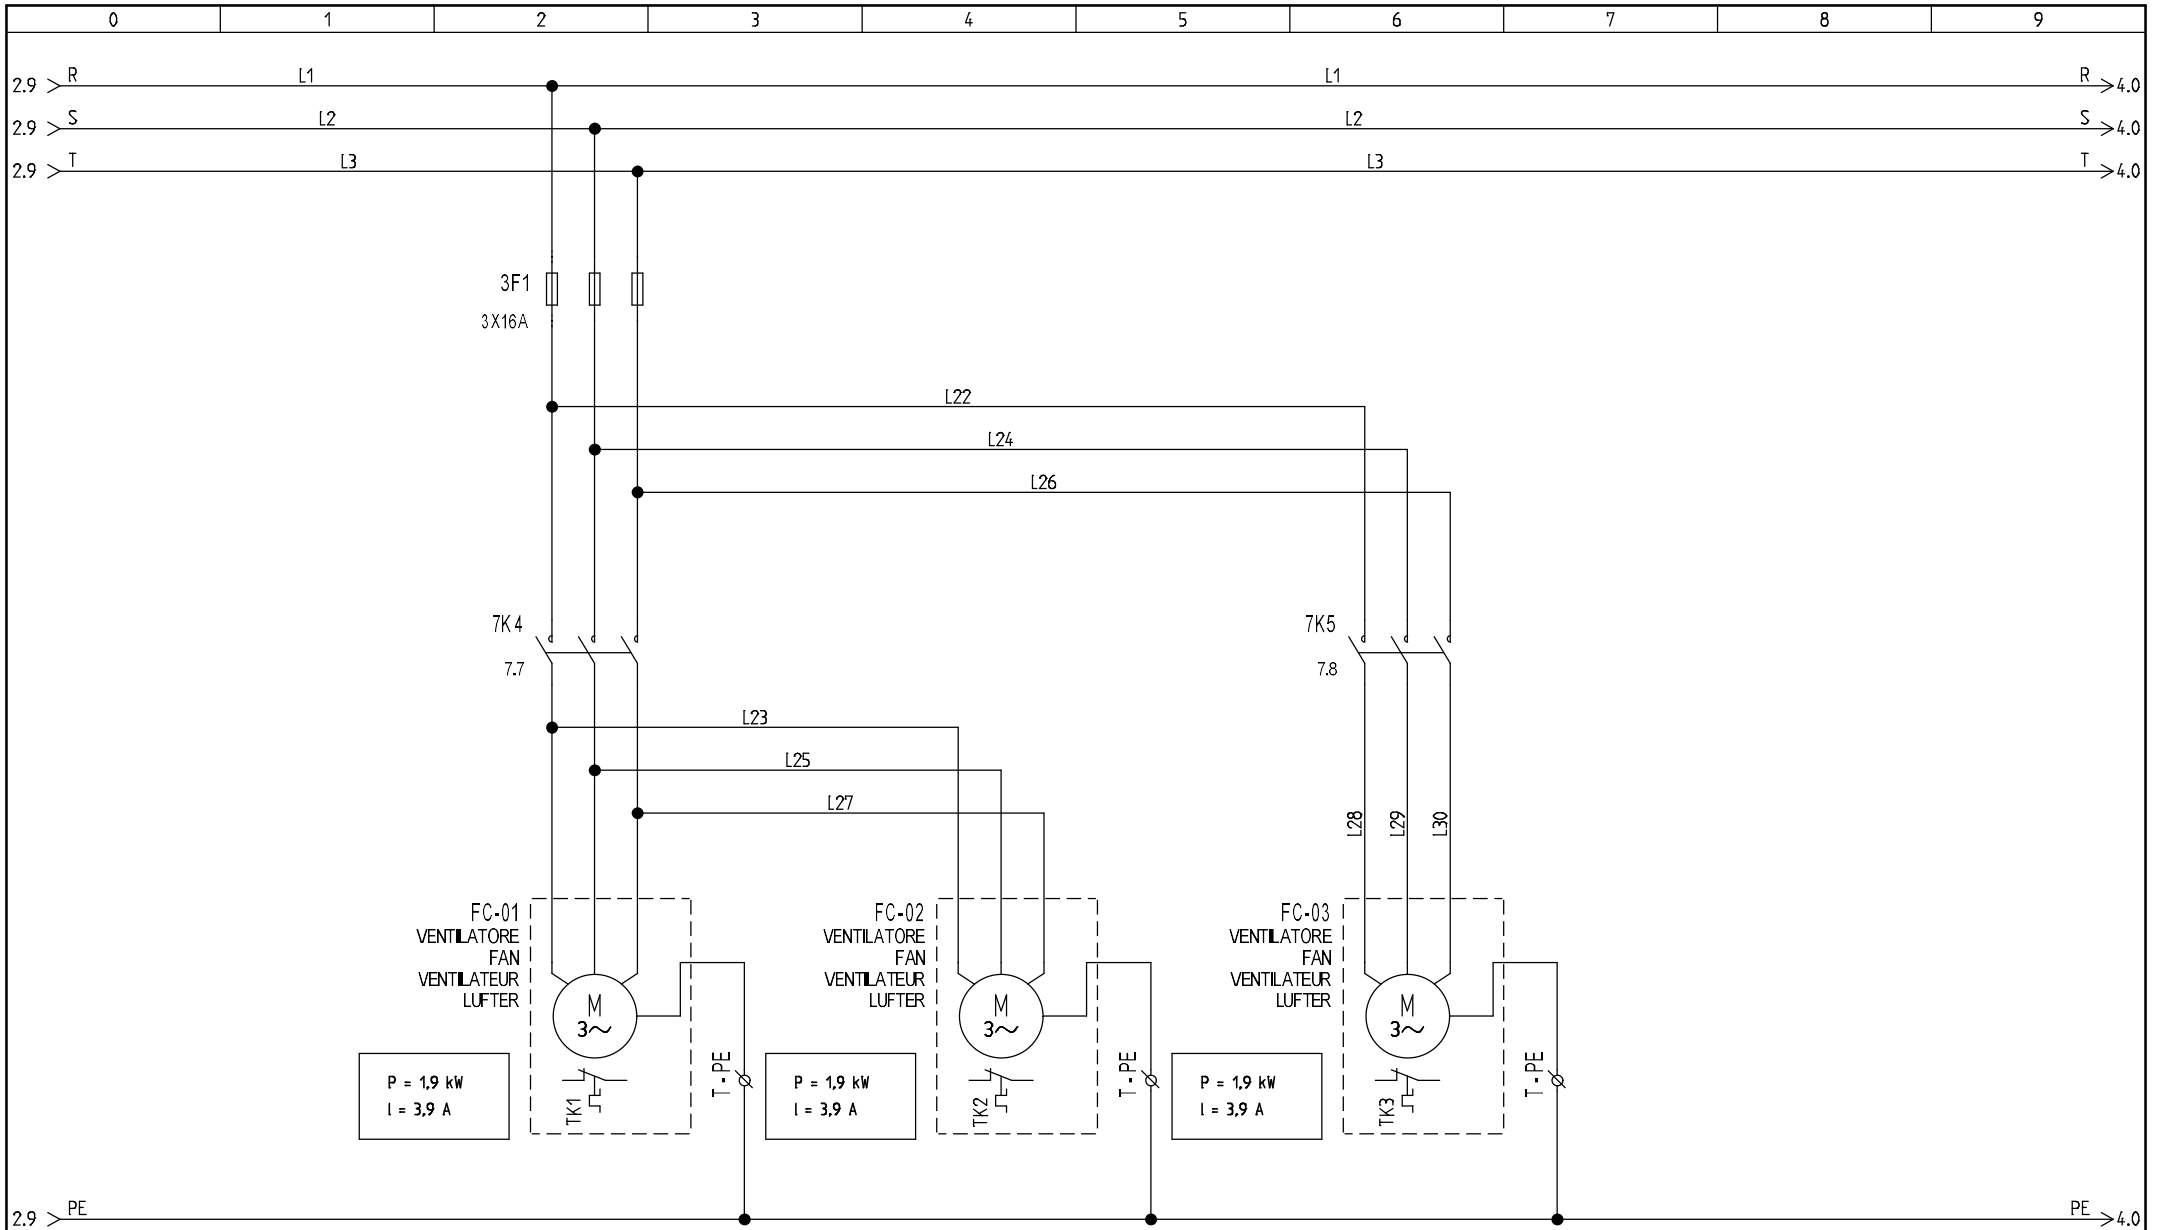 0 1 2 3 4 5 6 7 8 9
2.9 R L1 L1 R 4.0
2.9 S L2 L2 S 4.0
2.9 T L3 L3 T 4.0
3F1
3X16A
L22
L24
L26
7K4 7K5
7.7 7.8
L23
L25
L27
L28 L29 L30
FC-01 FC-02 FC-03
VENTILATORE VENTILATORE VENTILATORE
FAN FAN FAN
VENTILATEUR VENTILATEUR VENTILATEUR
LUFTER LUFTER LUFTER
M M M
3~ 3~ 3~
T-PE T-PE T-PE
P = 1,9 kW P = 1,9 kW P = 1,9 kW
I = 3,9 A I = 3,9 A I = 3,9 A
TK1 TK2 TK3
2.9 PE PE 4.0